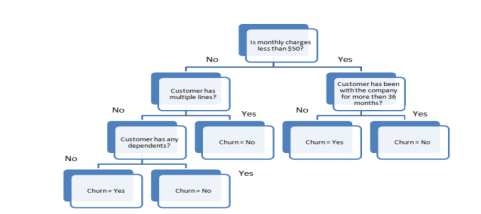 Is monthly charges
less than $50?
No
Yes
Customer has
multiple lines?
Customer has been
with the company
for more then 36
months?
No
Yes
No
Yes
Customer has any
dependents?
Churn = No
Churn = Yes
Churn = No
No
Yes
Churn = Yes
Churn = No